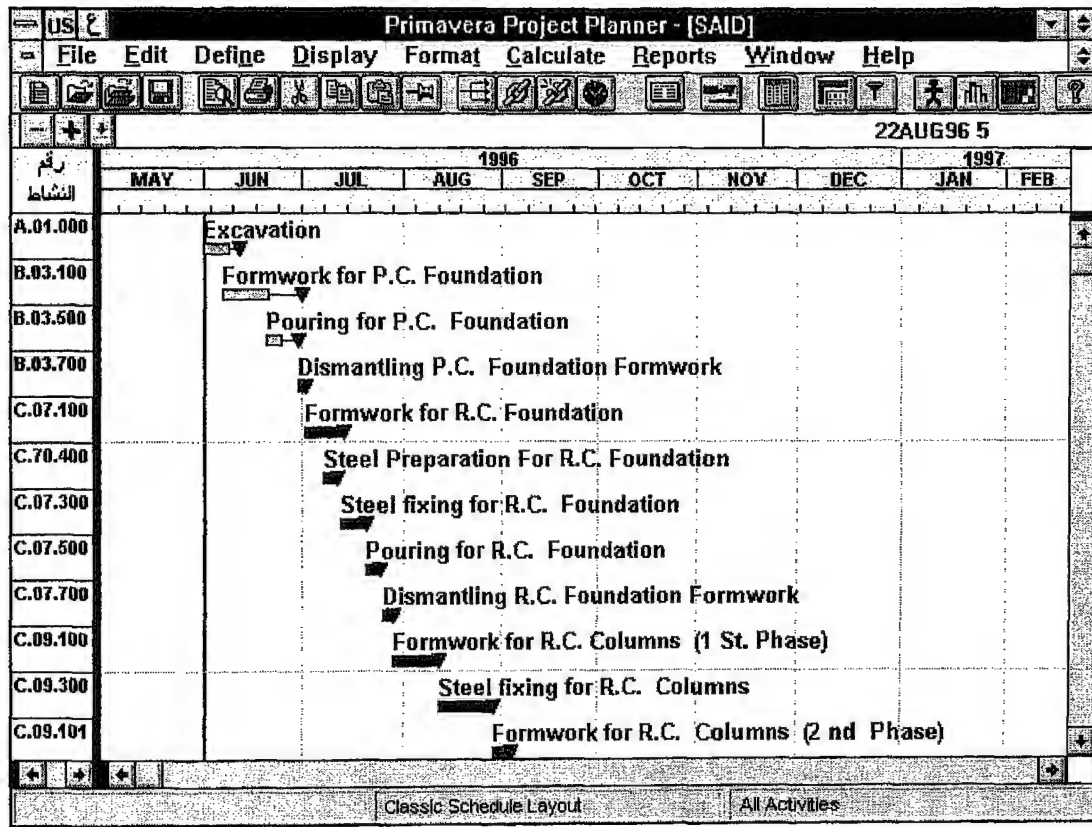 US ع Primavera Project Planner - [SAID]
File Edit Define Display Format Calculate Reports Window Help
22AUG96 5
رقم
النشاط
1996 1997
MAY JUN JUL AUG SEP OCT NOV DEC JAN FEB
A.01.000 Excavation
B.03.100 Formwork for P.C. Foundation
B.03.500 Pouring for P.C. Foundation
B.03.700 Dismantling P.C. Foundation Formwork
C.07.100 Formwork for R.C. Foundation
C.70.400 Steel Preparation For R.C. Foundation
C.07.300 Steel fixing for R.C. Foundation
C.07.500 Pouring for R.C. Foundation
C.07.700 Dismantling R.C. Foundation Formwork
C.09.100 Formwork for R.C. Columns (1 St. Phase)
C.09.300 Steel fixing for R.C. Columns
C.09.101 Formwork for R.C. Columns (2 nd Phase)
Classic Schedule Layout All Activities